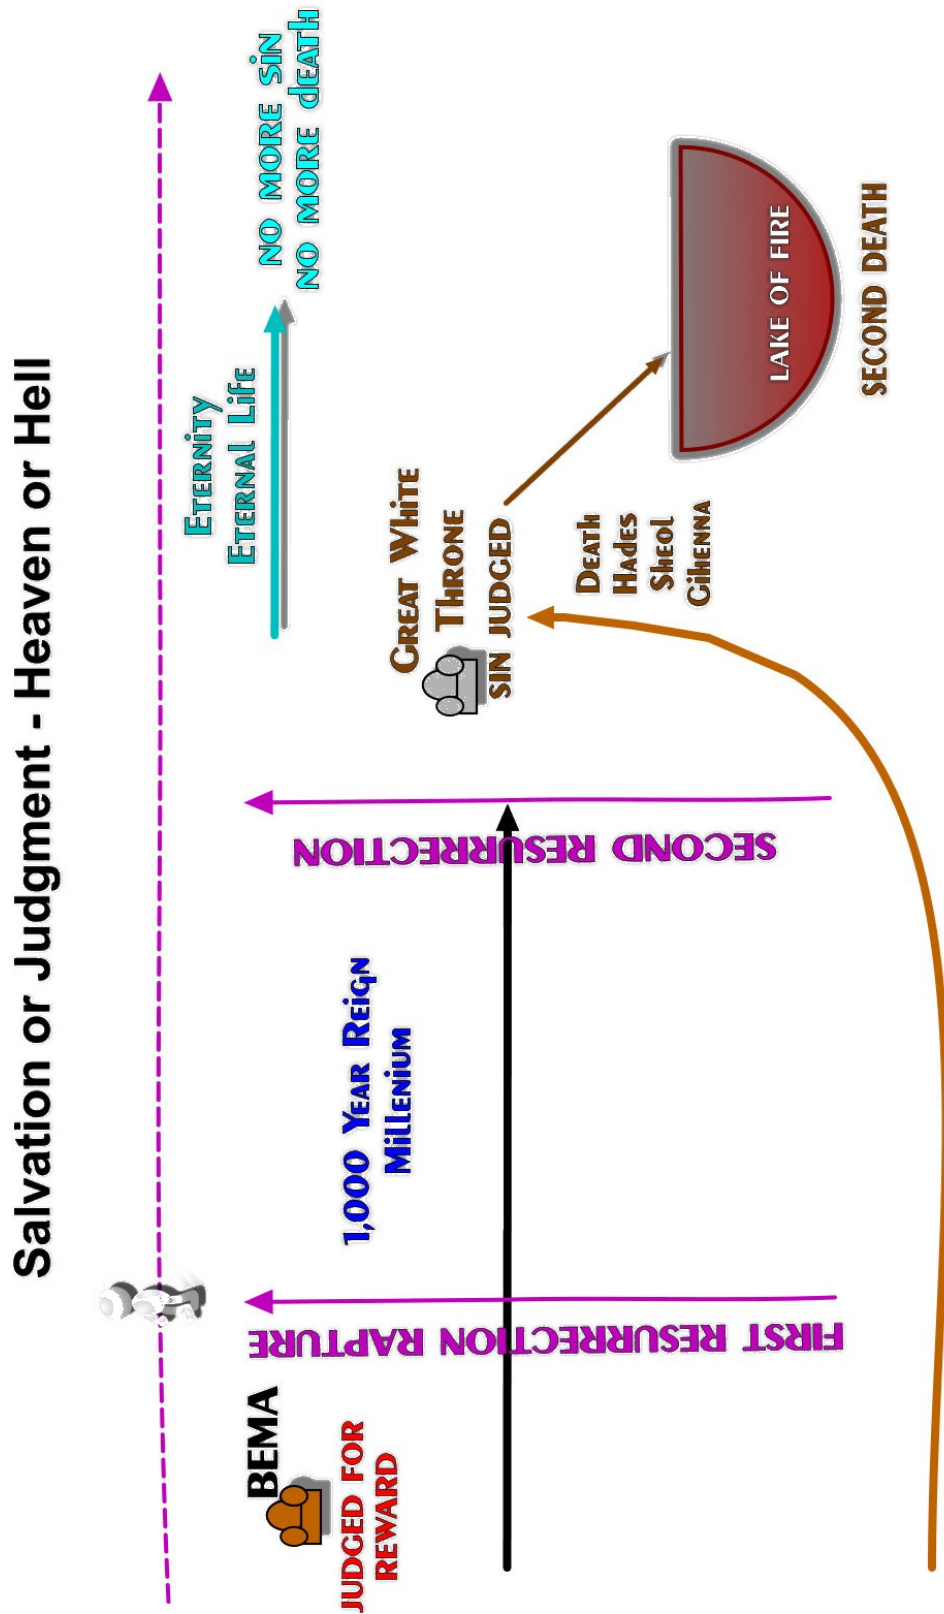 Salvation or Judgment - Heaven or Hell
BEMA
JUDGED FOR
REWARD
FIRST RESURRECTION RAPTURE
1,000 Year Reign
Millenium
SECOND RESURRECTION
Great White
Throne
SIN JUDGED
Eternity
Eternal Life
NO MORE SIN
NO MORE DEATH
Death
Hades
Sheol
Gihenna
LAKE OF FIRE
SECOND DEATH